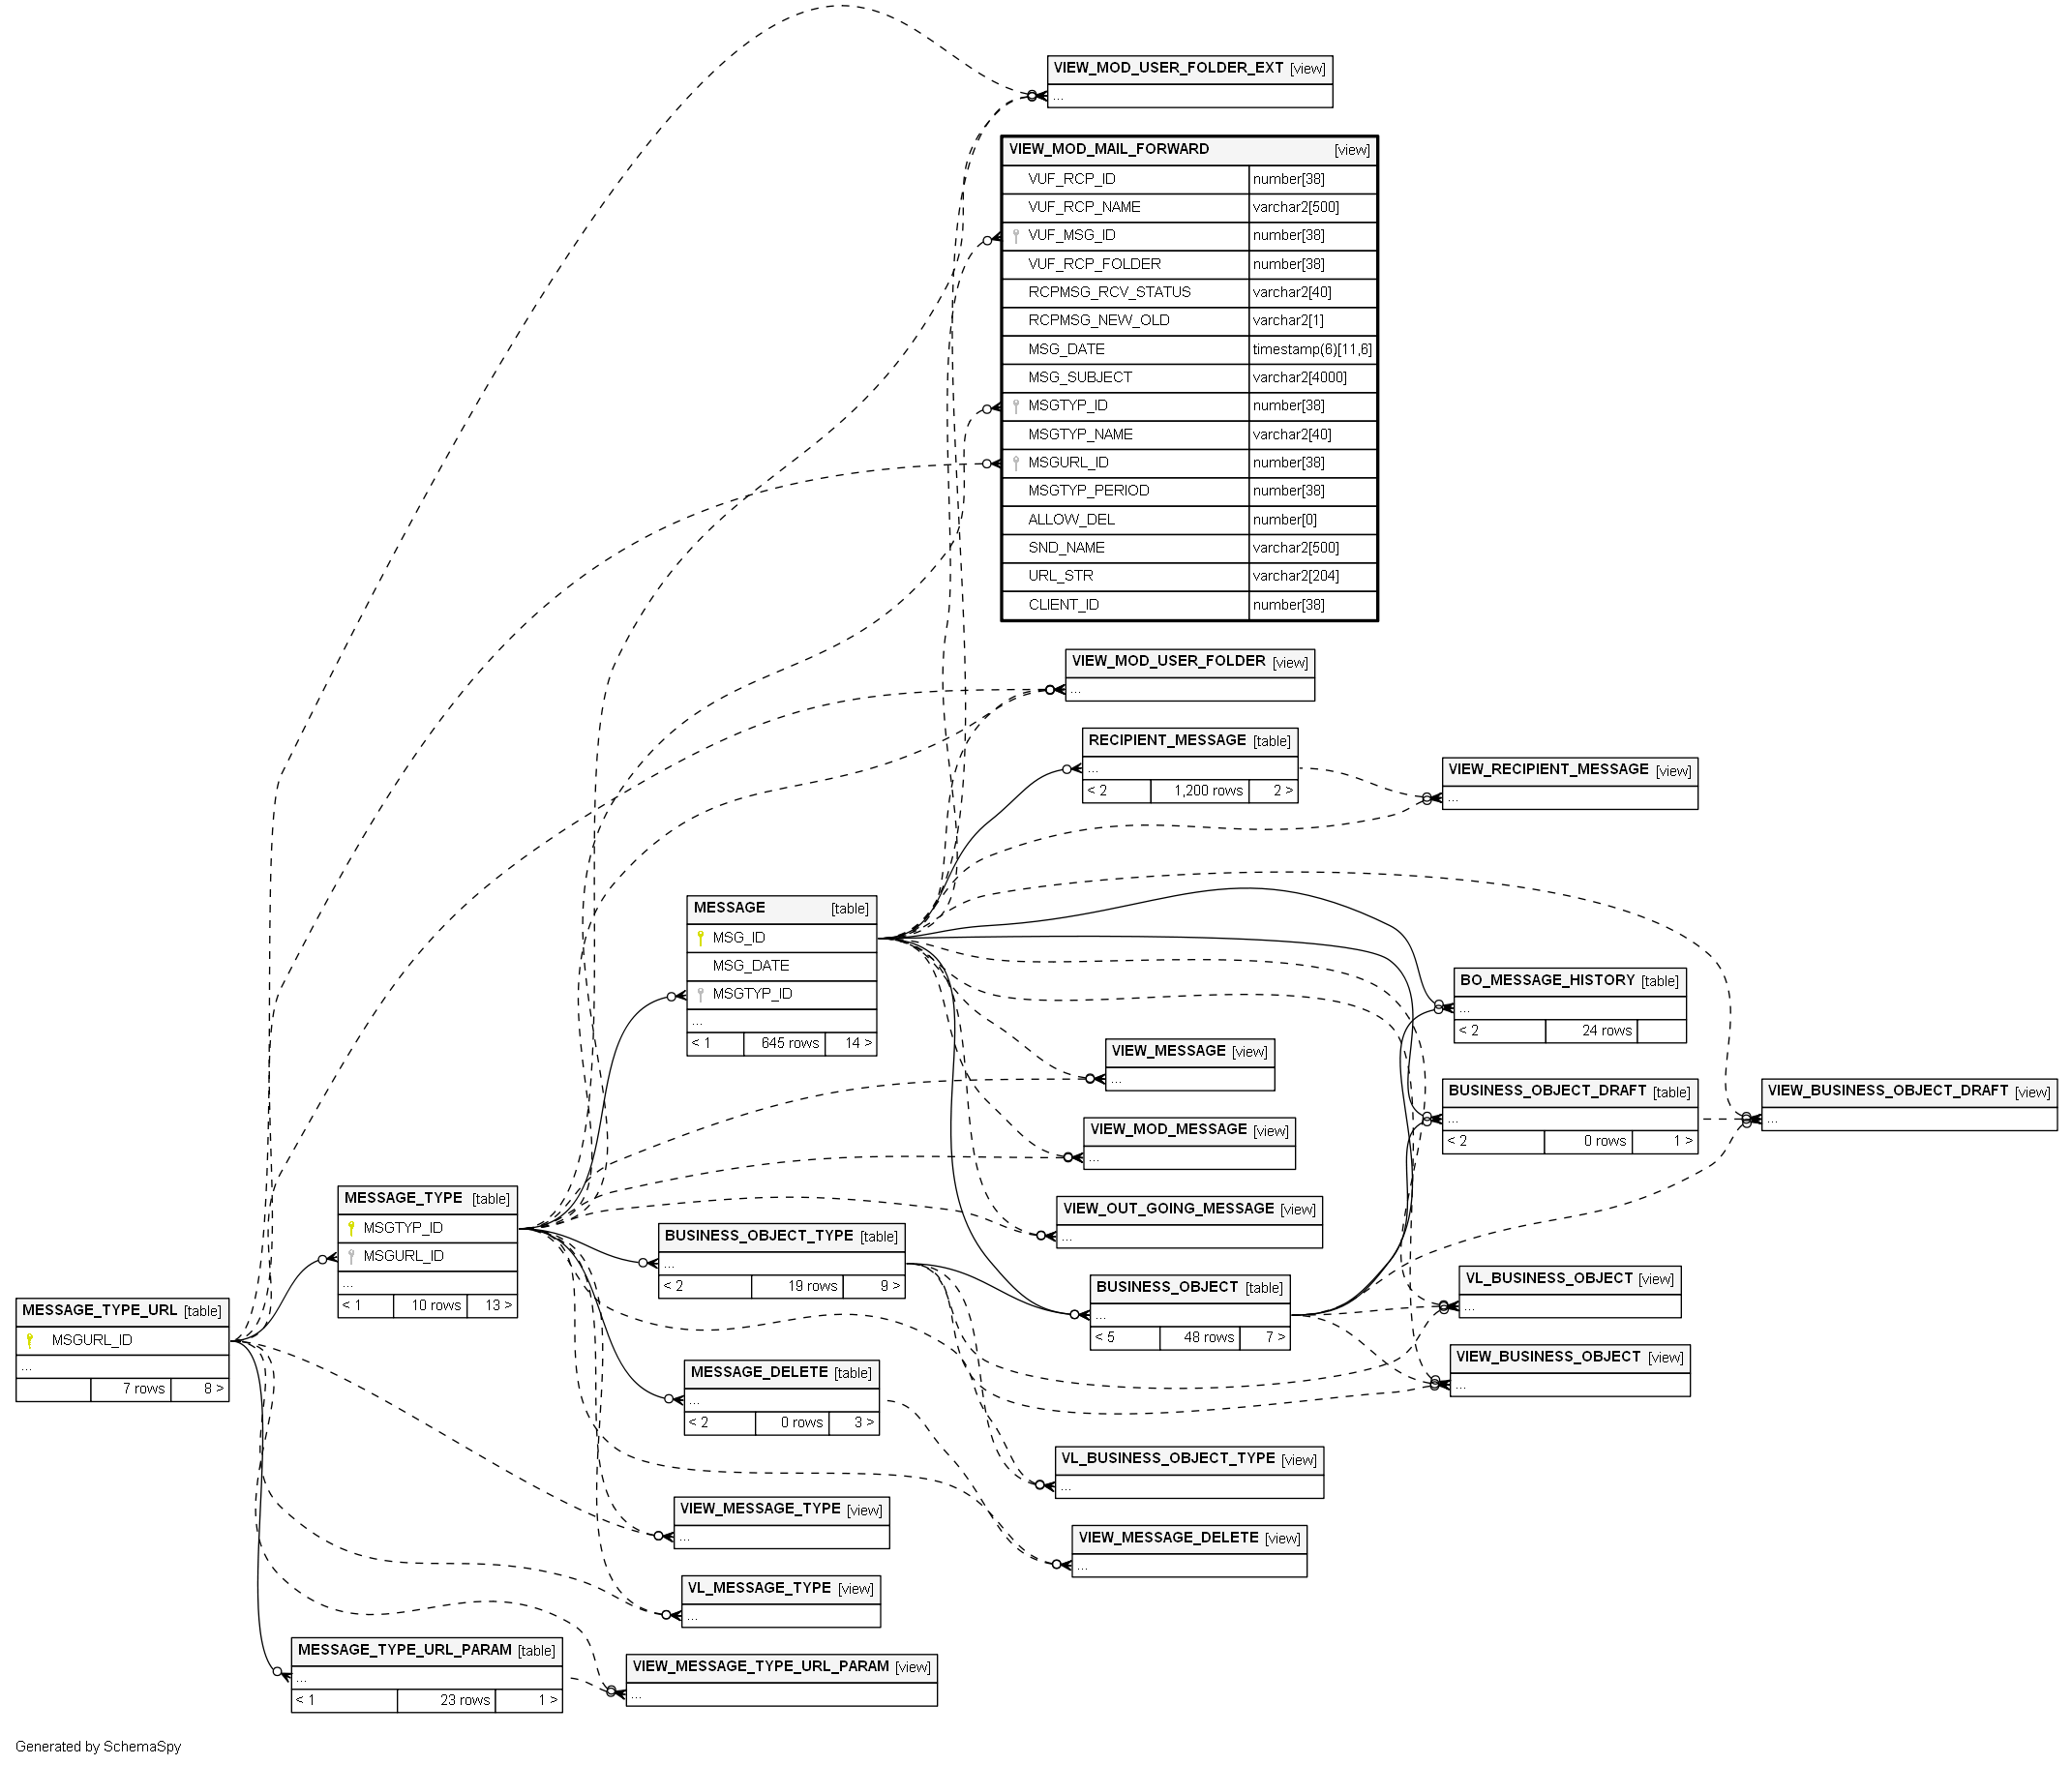 VIEW_MOD_USER_FOLDER_EXT [view]
...
VIEW_MOD_MAIL_FORWARD [view]
VUF_RCP_ID number[38]
VUF_RCP_NAME varchar2[500]
VUF_MSG_ID number[38]
VUF_RCP_FOLDER number[38]
RCPMSG_RCV_STATUS varchar2[40]
RCPMSG_NEW_OLD varchar2[1]
MSG_DATE timestamp(6)[11,6]
MSG_SUBJECT varchar2[4000]
MSGTYP_ID number[38]
MSGTYP_NAME varchar2[40]
MSGURL_ID number[38]
MSGTYP_PERIOD number[38]
ALLOW_DEL number[0]
SND_NAME varchar2[500]
URL_STR varchar2[204]
CLIENT_ID number[38]
VIEW_MOD_USER_FOLDER [view]
...
RECIPIENT_MESSAGE [table]
...
< 2 1,200 rows 2 >
VIEW_RECIPIENT_MESSAGE [view]
...
MESSAGE [table]
MSG_ID
MSG_DATE
MSGTYP_ID
...
< 1 645 rows 14 >
BO_MESSAGE_HISTORY [table]
...
< 2 24 rows
VIEW_MESSAGE [view]
...
BUSINESS_OBJECT_DRAFT [table]
...
< 2 0 rows 1 >
VIEW_BUSINESS_OBJECT_DRAFT [view]
...
VIEW_MOD_MESSAGE [view]
...
MESSAGE_TYPE [table]
MSGTYP_ID
MSGURL_ID
...
< 1 10 rows 13 >
VIEW_OUT_GOING_MESSAGE [view]
...
BUSINESS_OBJECT_TYPE [table]
...
< 2 19 rows 9 >
BUSINESS_OBJECT [table]
...
< 5 48 rows 7 >
VL_BUSINESS_OBJECT [view]
...
MESSAGE_TYPE_URL [table]
MSGURL_ID
...
7 rows 8 >
VIEW_BUSINESS_OBJECT [view]
...
MESSAGE_DELETE [table]
...
< 2 0 rows 3 >
VL_BUSINESS_OBJECT_TYPE [view]
...
VIEW_MESSAGE_TYPE [view]
...
VIEW_MESSAGE_DELETE [view]
...
VL_MESSAGE_TYPE [view]
...
MESSAGE_TYPE_URL_PARAM [table]
...
< 1 23 rows 1 >
VIEW_MESSAGE_TYPE_URL_PARAM [view]
...
Generated by SchemaSpy